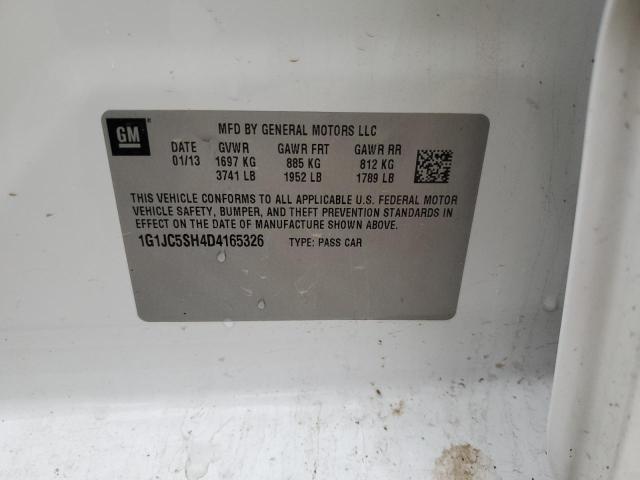 GM
MFD BY GENERAL MOTORS LLC
DATE GVWR GAWR FRT GAWR RR
01/13 1697 KG 885 KG 812 KG
3741 LB 1952 LB 1789 LB
THIS VEHICLE CONFORMS TO ALL APPLICABLE U.S. FEDERAL MOTOR
VEHICLE SAFETY, BUMPER, AND THEFT PREVENTION STANDARDS IN
EFFECT ON THE DATE OF MANUFACTURE SHOWN ABOVE.
1G1JC5SH4D4165326 TYPE: PASS CAR